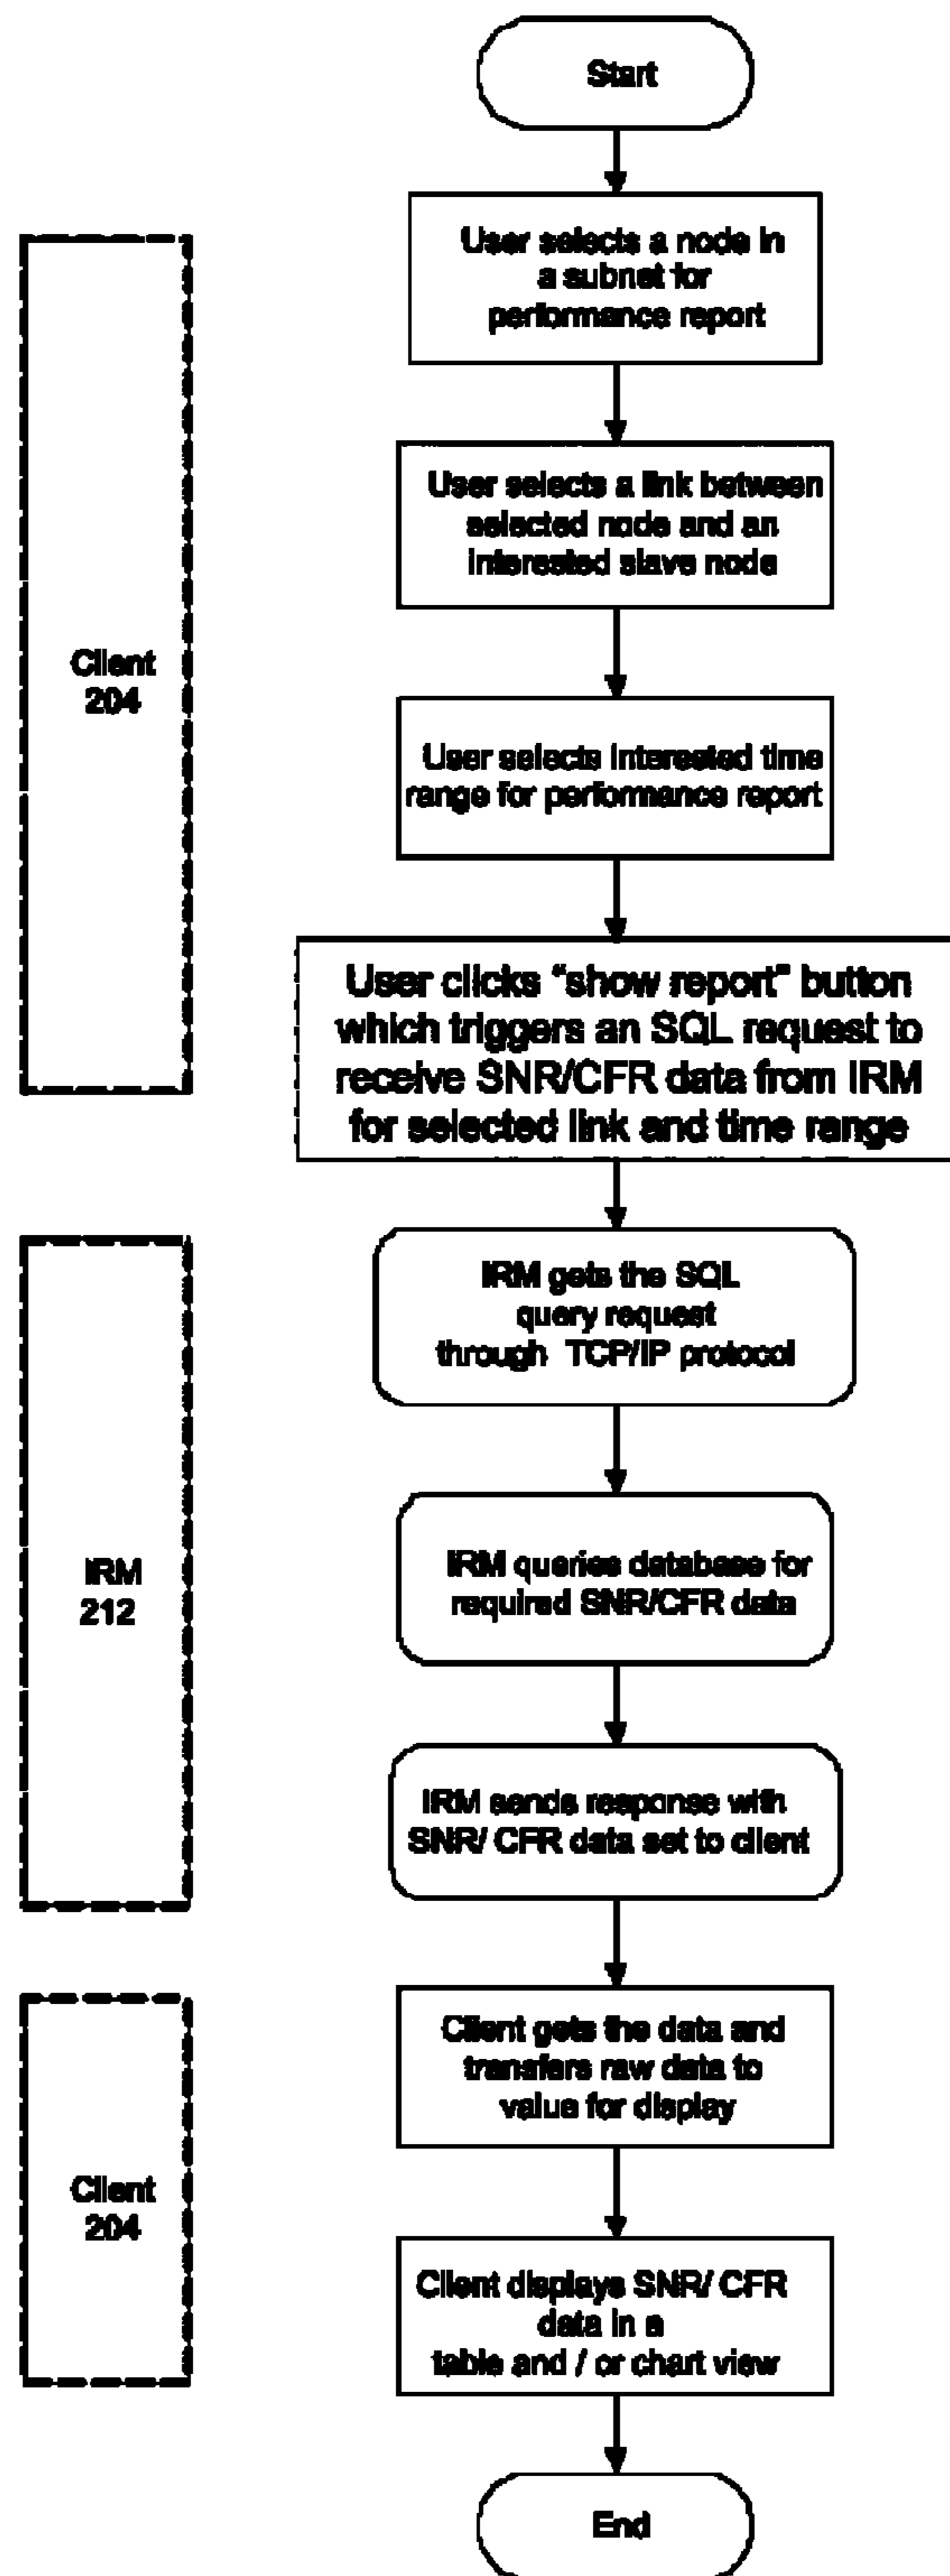 Start
User selects a node in
a subnet for
performance report
User selects a link between
selected node and an
interested slave node
Client
204
User selects interested time
range for performance report
User clicks "show report" button
which triggers an SQL request to
receive SNR/CFR data from IRM
for selected link and time range
IRM gets the SQL
query request
through TCP/IP protocol
IRM queries database for
required SNR/CFR data
IRM
212
IRM sends response with
SNR/ CFR data set to client
Client gets the data and
transfers raw data to
value for display
Client
204
Client displays SNR/ CFR
data in a
table and / or chart view
End